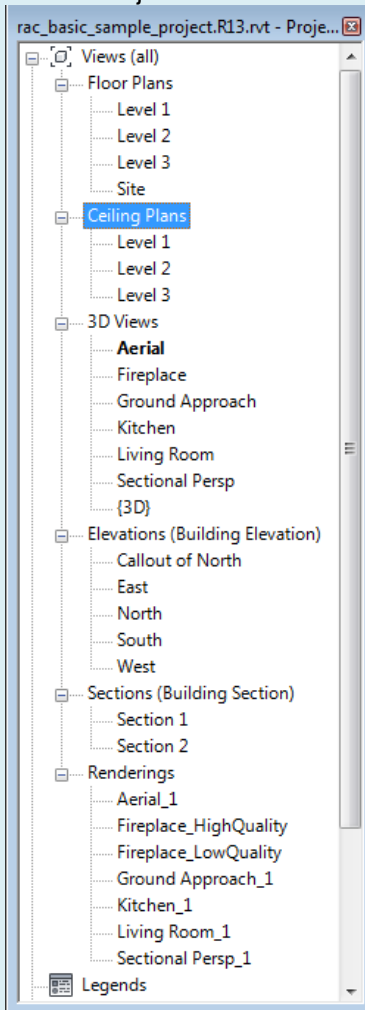 rac_basic_sample_project.R13.rvt - Proje...
Views (all)
Floor Plans
Level 1
Level 2
Level 3
Site
Ceiling Plans
Level 1
Level 2
Level 3
3D Views
Aerial
Fireplace
Ground Approach
Kitchen
Living Room
Sectional Persp
{3D}
Elevations (Building Elevation)
Callout of North
East
North
South
West
Sections (Building Section)
Section 1
Section 2
Renderings
Aerial_1
Fireplace_HighQuality
Fireplace_LowQuality
Ground Approach_1
Kitchen_1
Living Room_1
Sectional Persp_1
Legends